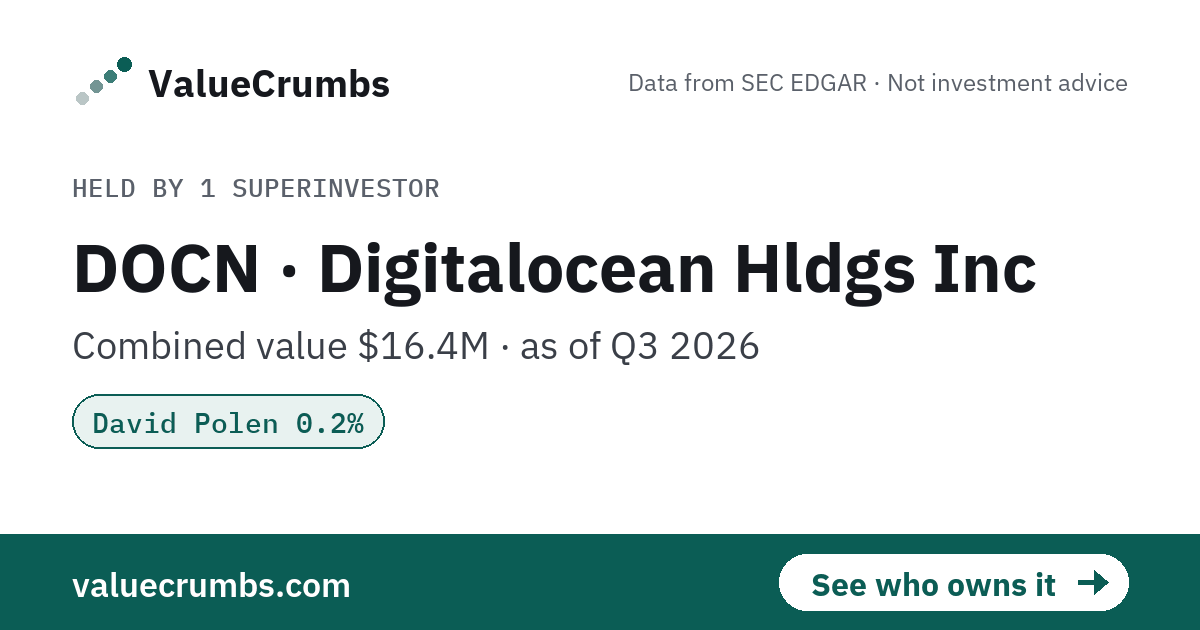 ValueCrumbs
Data from SEC EDGAR · Not investment advice
HELD BY 1 SUPERINVESTOR
DOCN · Digitalocean Hldgs Inc
Combined value $16.4M · as of Q3 2026
David Polen 0.2%
valuecrumbs.com
See who owns it →